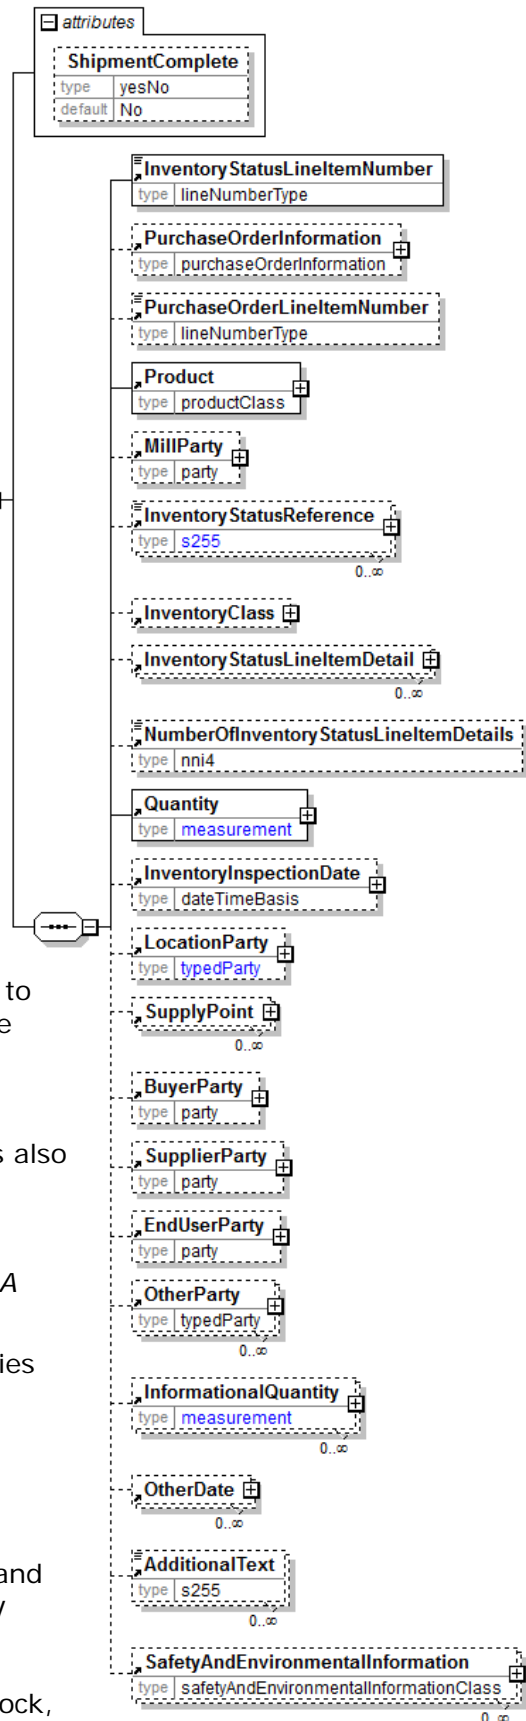 attributes
ShipmentComplete
type yesNo
default No
InventoryStatusLineItemNumber
type lineNumberType
PurchaseOrderInformation
type purchaseOrderInformation
PurchaseOrderLineItemNumber
type lineNumberType
Product
type productClass
MillParty
type party
InventoryStatusReference
type s255
0..∞
InventoryClass
InventoryStatusLineItemDetail
0..∞
NumberOfInventoryStatusLineItemDetails
type nni4
Quantity
type measurement
InventoryInspectionDate
type dateTimeBasis
LocationParty
type typedParty
to
e
SupplyPoint
0..∞
BuyerParty
type party
s also
SupplierParty
type party
EndUserParty
type party
A
OtherParty
type typedParty
0..∞
ies
InformationalQuantity
type measurement
0..∞
OtherDate
0..∞
and
AdditionalText
type s255
0..∞
SafetyAndEnvironmentalInformation
type safetyAndEnvironmentalInformationClass
ock,
0..∞